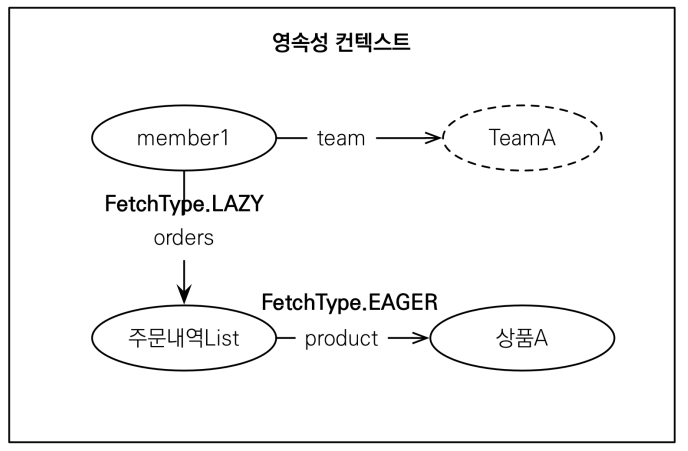 영속성 컨텍스트
member1
team
TeamA
FetchType.LAZY
orders
FetchType.EAGER
주문내역List
product
상품A